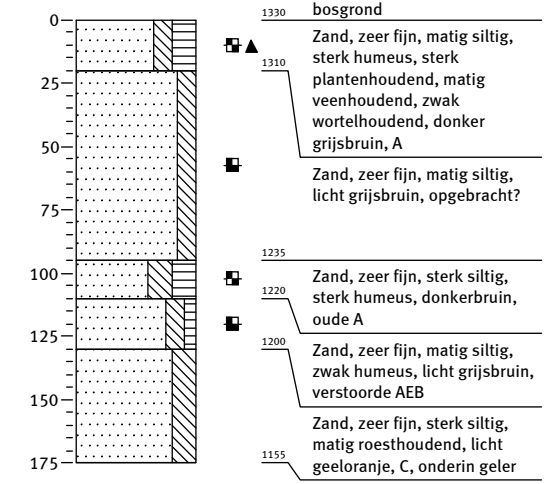 0
25
50
75
100
125
150
175
1330
bosgrond
Zand, zeer fijn, matig siltig,
sterk humeus, sterk
plantenhoudend, matig
veenhoudend, zwak
wortelhoudend, donker
grijsbruin, A
1310
Zand, zeer fijn, matig siltig,
licht grijsbruin, opgebracht?
1235
Zand, zeer fijn, sterk siltig,
sterk humeus, donkerbruin,
oude A
1220
Zand, zeer fijn, matig siltig,
zwak humeus, licht grijsbruin,
verstoorde AEB
1200
Zand, zeer fijn, sterk siltig,
matig roesthoudend, licht
geeloranje, C, onderin geler
1155